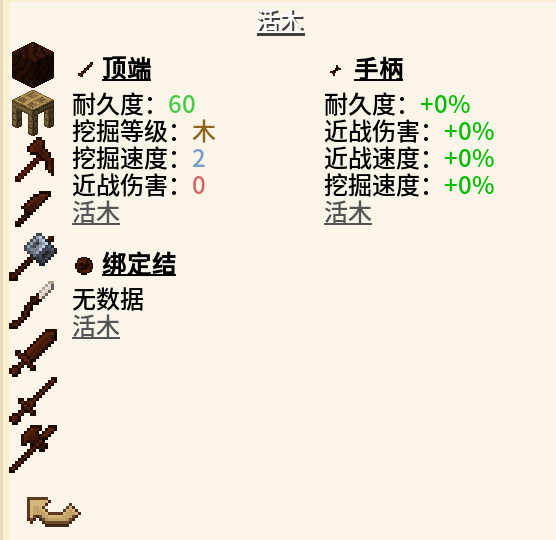 活木
顶端
耐久度：60
挖掘等级：木
挖掘速度：2
近战伤害：0
活木
手柄
耐久度：+0%
近战伤害：+0%
近战速度：+0%
挖掘速度：+0%
活木
绑定结
无数据
活木